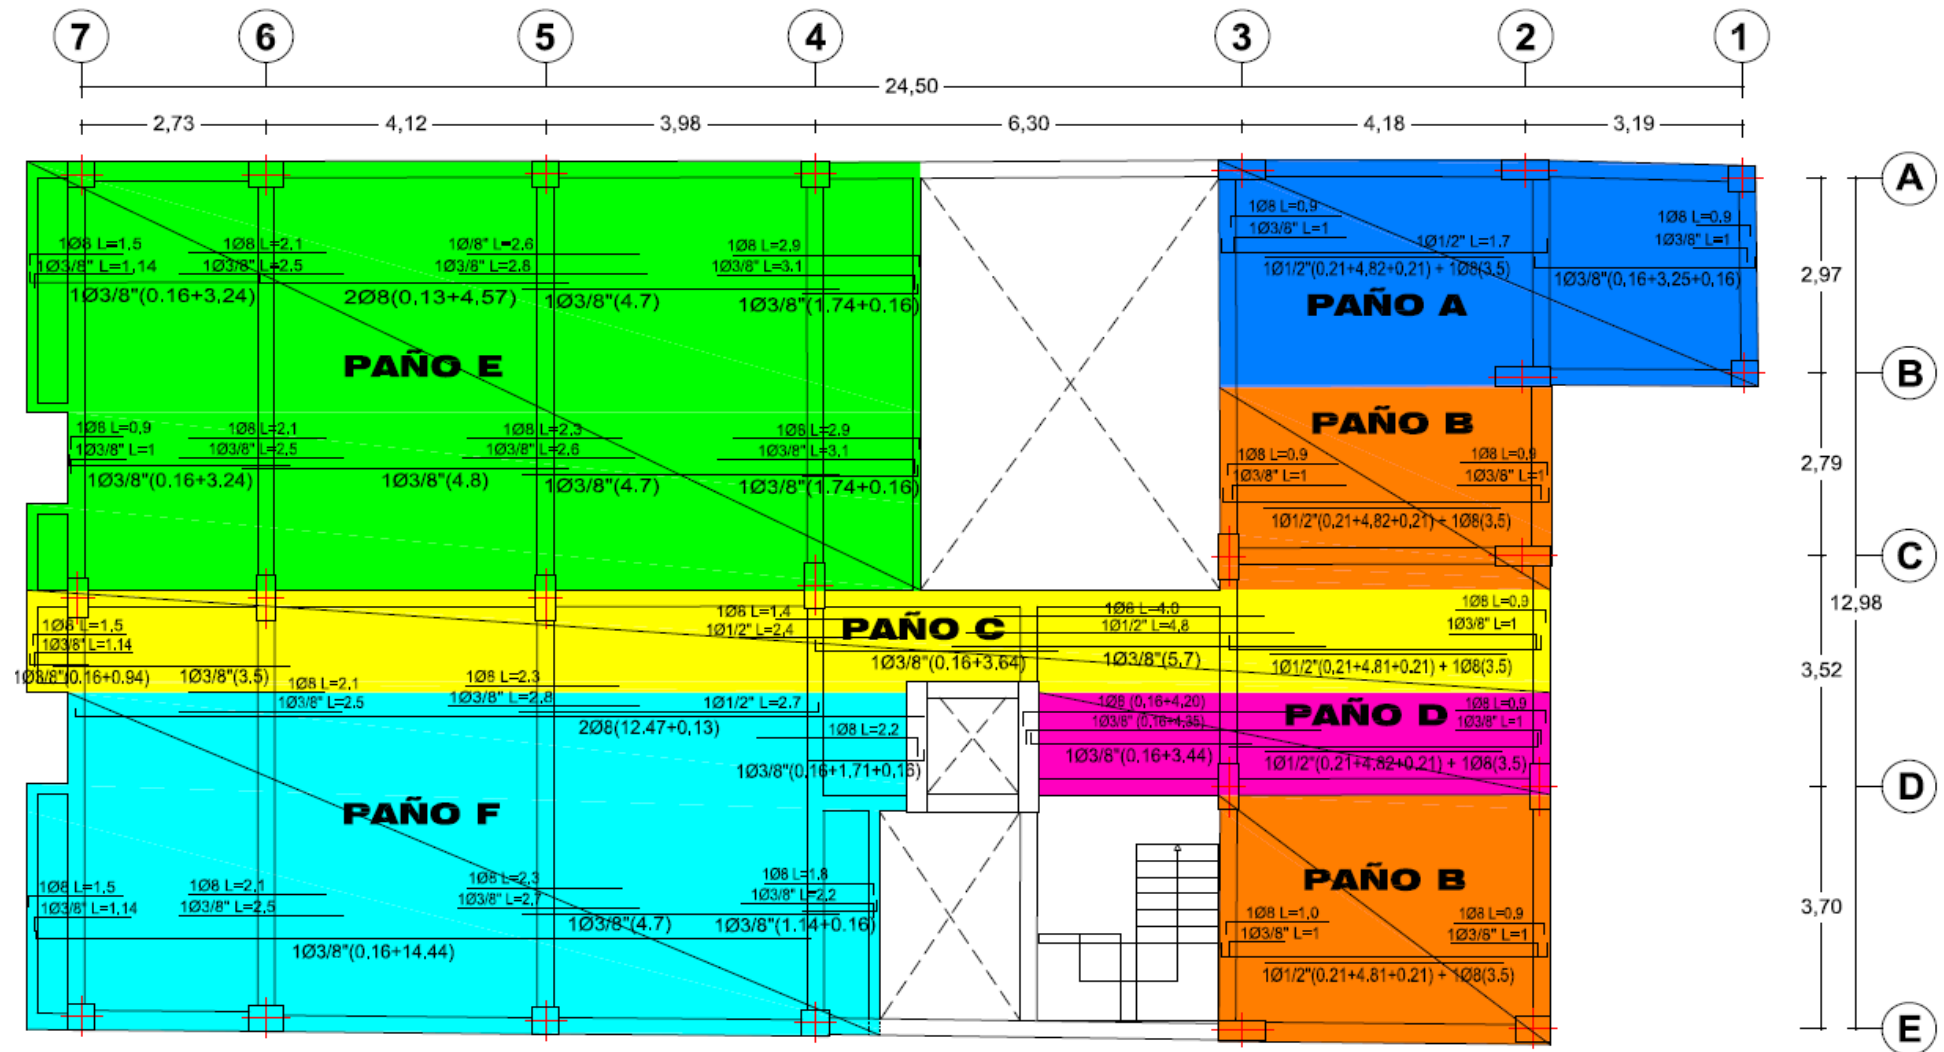 7 6 5 4 3 2 1
24,50
2,73 4,12 3,98 6,30 4,18 3,19
A
B
C
D
E
2,97
2,79
12,98
3,52
3,70
1Ø8 L=1,5
1Ø3/8" L=1,14
1Ø3/8"(0.16+3,24)
1Ø8 L=2,1
1Ø3/8" L=2.5
2Ø8(0,13+4,57)
1Ø/8" L=2.6
1Ø3/8" L=2.8
1Ø3/8"(4.7)
1Ø8 L=2.9
1Ø3/8" L=3.1
1Ø3/8"(1.74+0.16)
PAÑO E
1Ø8 L=0,9
1Ø3/8" L=1
1Ø3/8"(0.16+3,24)
1Ø8 L=2.1
1Ø3/8" L=2,5
1Ø3/8"(4.8)
1Ø8 L=2,3
1Ø3/8" L=2.6
1Ø3/8"(4.7)
1Ø8 L=2.9
1Ø3/8" L=3,1
1Ø3/8"(1.74+0.16)
1Ø8 L=0,9
1Ø3/8" L=1
1Ø1/2" L=1.7
1Ø1/2"(0.21+4,82+0,21) + 1Ø8(3.5)
1Ø8 L=0,9
1Ø3/8" L=1
1Ø3/8"(0,16+3,25+0,16)
PAÑO A
PAÑO B
1Ø8 L=0.9
1Ø3/8" L=1
1Ø8 L=0.9
1Ø3/8" L=1
1Ø1/2"(0,21+4,82+0,21) + 1Ø8(3.5)
1Ø8 L=1,5
1Ø3/8" L=1,14
1Ø3/8"(0.16+0.94)
1Ø3/8"(3,5)
1Ø8 L=1.4
1Ø1/2" L=2,4
PAÑO C
1Ø3/8"(0,16+3,64)
1Ø8 L=4.0
1Ø1/2" L=4,8
1Ø3/8"(5.7)
1Ø8 L=0.9
1Ø3/8" L=1
1Ø1/2"(0,21+4,81+0,21) + 1Ø8(3,5)
1Ø8 L=2,1
1Ø3/8" L=2.5
1Ø8 L=2.3
1Ø3/8" L=2,8
1Ø1/2" L=2.7
2Ø8(12.47+0,13)
1Ø8 L=2.2
1Ø3/8"(0,16+1,71+0,16)
1Ø8 (0,16+4,20)
1Ø3/8" (0,16+4,35)
1Ø3/8"(0,16+3,44)
PAÑO D
1Ø8 L=0.9
1Ø3/8" L=1
1Ø1/2"(0.21+4,82+0,21) + 1Ø8(3,5)
PAÑO F
1Ø8 L=1,5
1Ø3/8" L=1,14
1Ø8 L=2,1
1Ø3/8" L=2,5
1Ø3/8"(0,16+14,44)
1Ø8 L=2,3
1Ø3/8" L=2,7
1Ø3/8"(4.7)
1Ø8 L=1,8
1Ø3/8" L=2,2
1Ø3/8"(1.14+0.16)
PAÑO B
1Ø8 L=1,0
1Ø3/8" L=1
1Ø8 L=0.9
1Ø3/8" L=1
1Ø1/2"(0.21+4.81+0.21) + 1Ø8(3.5)